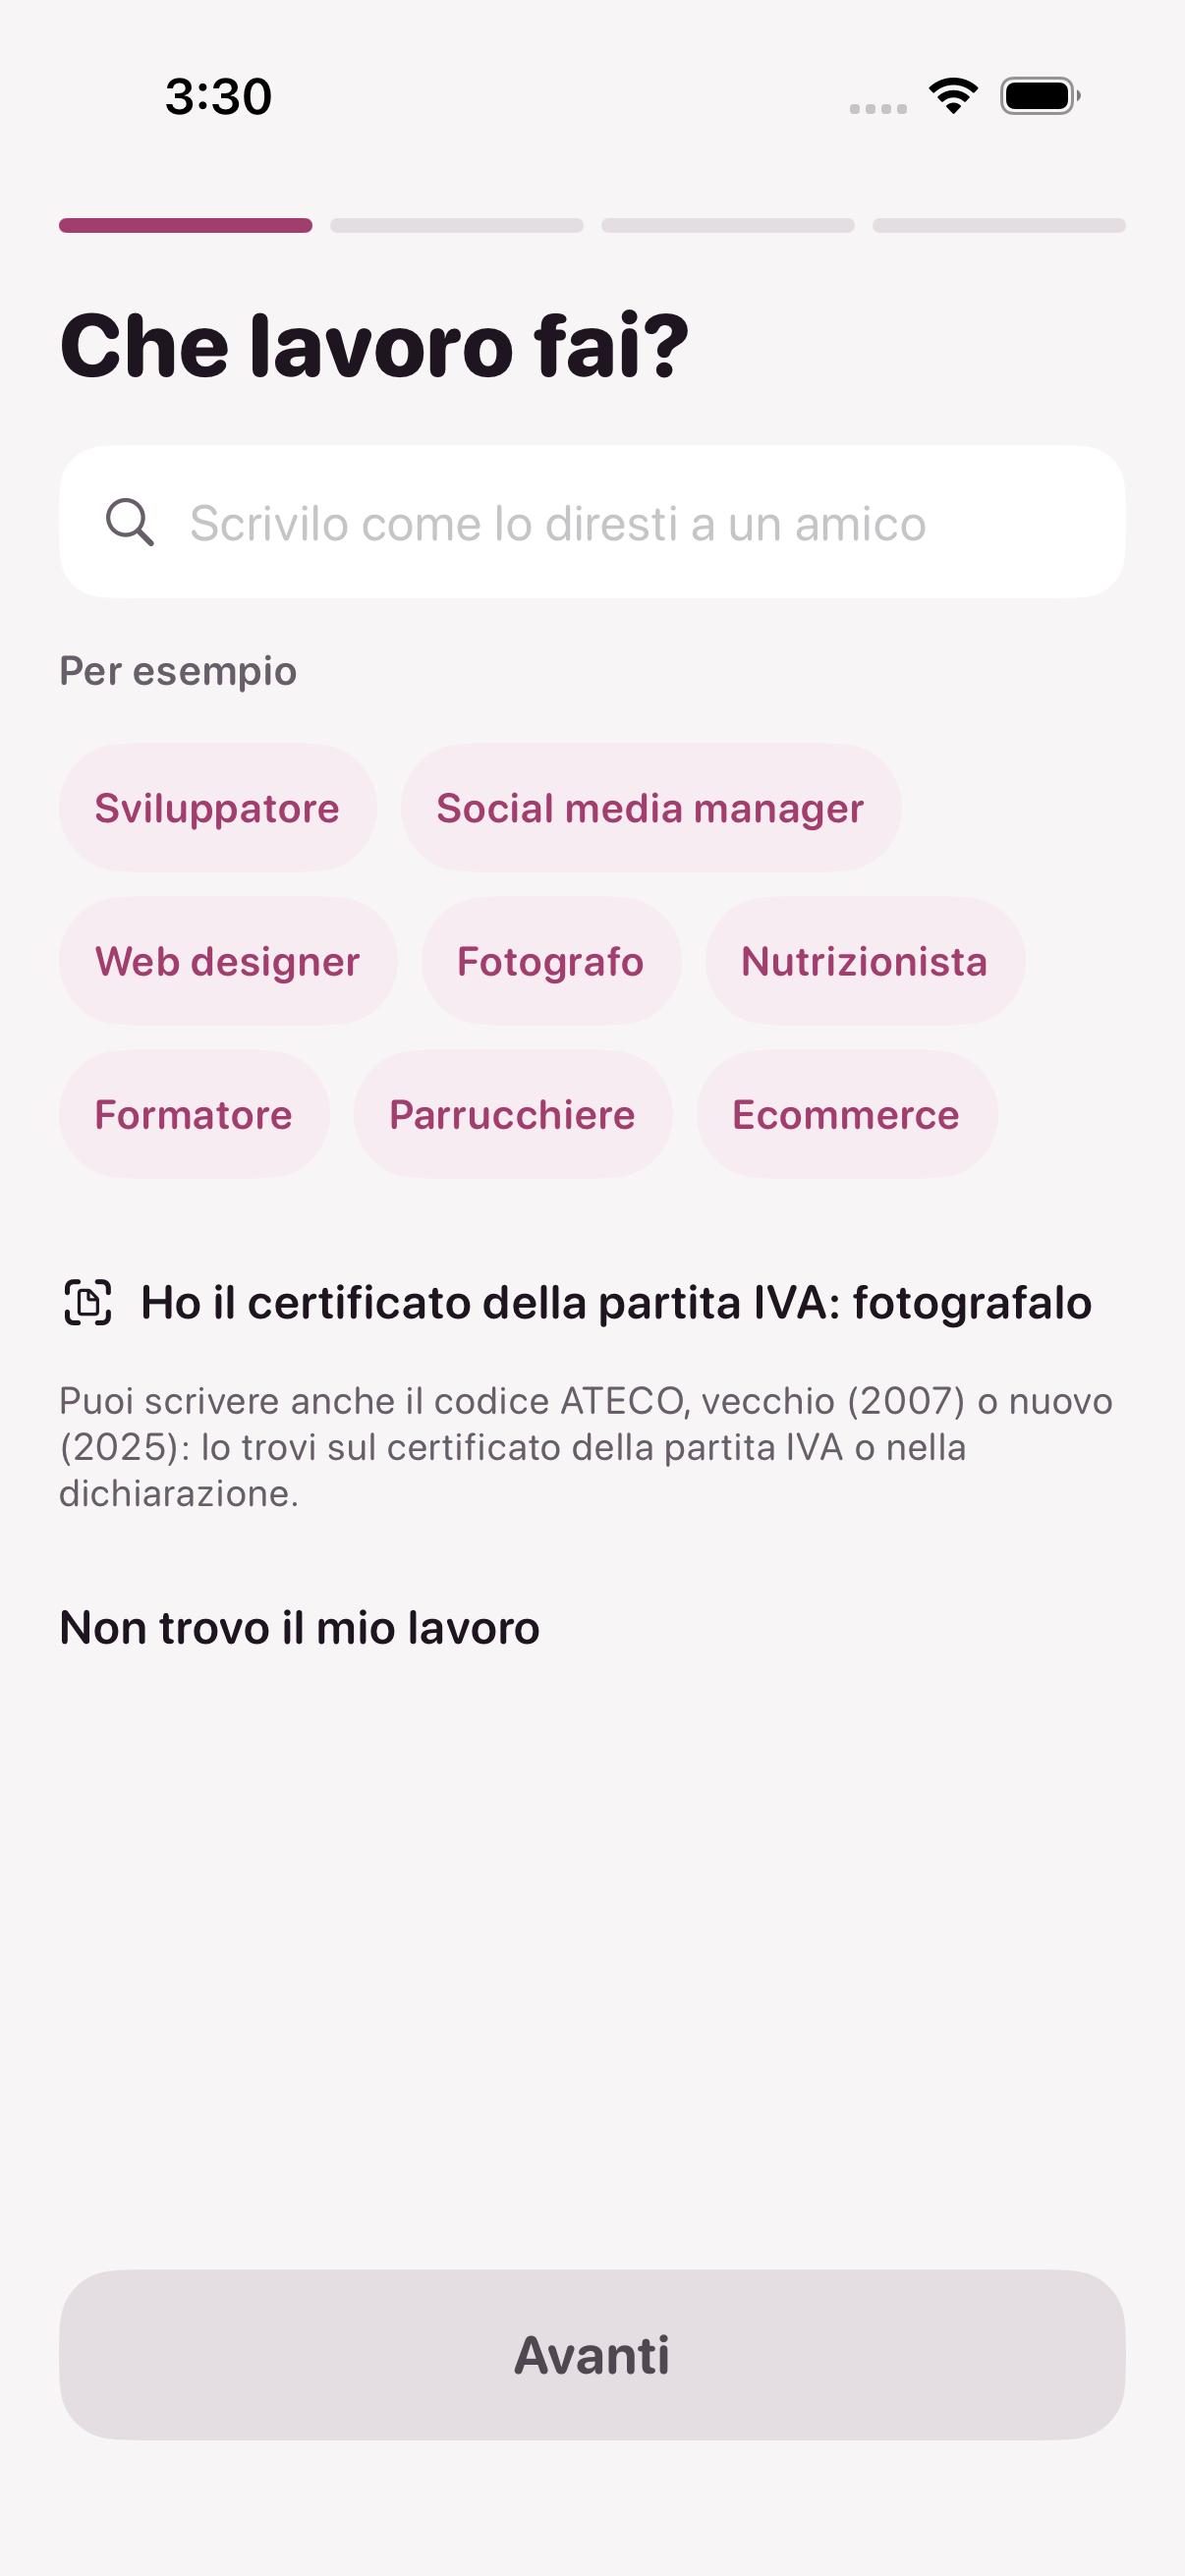 3:30
Che lavoro fai?
Scrivilo come lo diresti a un amico
Per esempio
Sviluppatore
Social media manager
Web designer
Fotografo
Nutrizionista
Formatore
Parrucchiere
Ecommerce
Ho il certificato della partita IVA: fotografalo
Puoi scrivere anche il codice ATECO, vecchio (2007) o nuovo
(2025): lo trovi sul certificato della partita IVA o nella
dichiarazione.
Non trovo il mio lavoro
Avanti